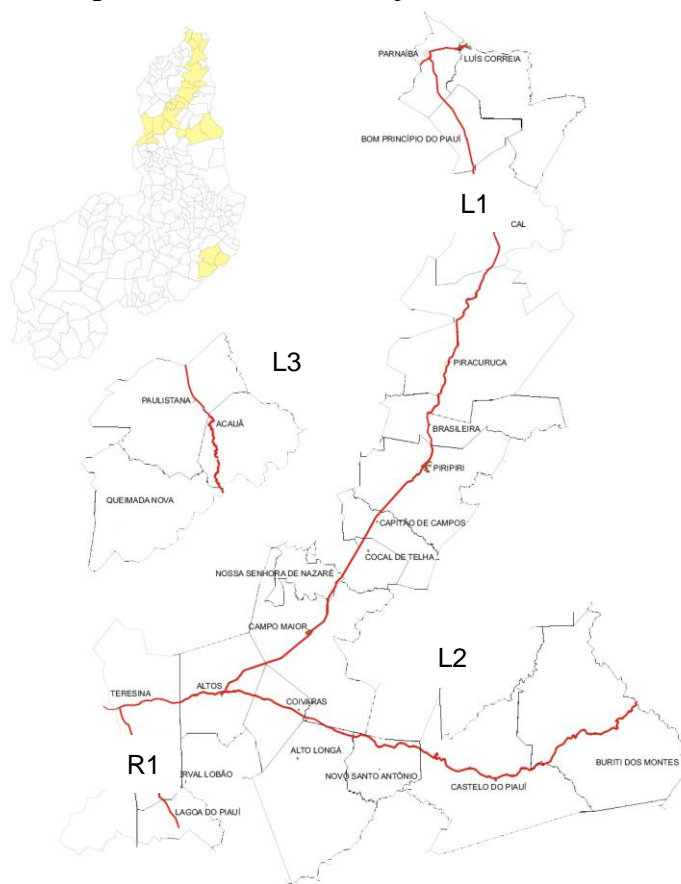 PARNAÍBA
LUÍS CORREIA
BOM PRINCÍPIO DO PIAUÍ
L1
CAL
L3
PIRACURUCA
PAULISTANA
ACAUÃ
BRASILEIRA
PIRIPIRI
QUEIMADA NOVA
CAPITÃO DE CAMPOS
COCAL DE TELHA
NOSSA SENHORA DE NAZARÉ
CAMPO MAIOR
L2
TERESINA
ALTOS
COIVARAS
ALTO LONGÁ
R1
ERVAL LOBÃO
NOVO SANTO ANTÔNIO
CASTELO DO PIAUÍ
BURITI DOS MONTES
LAGOA DO PIAUÍ